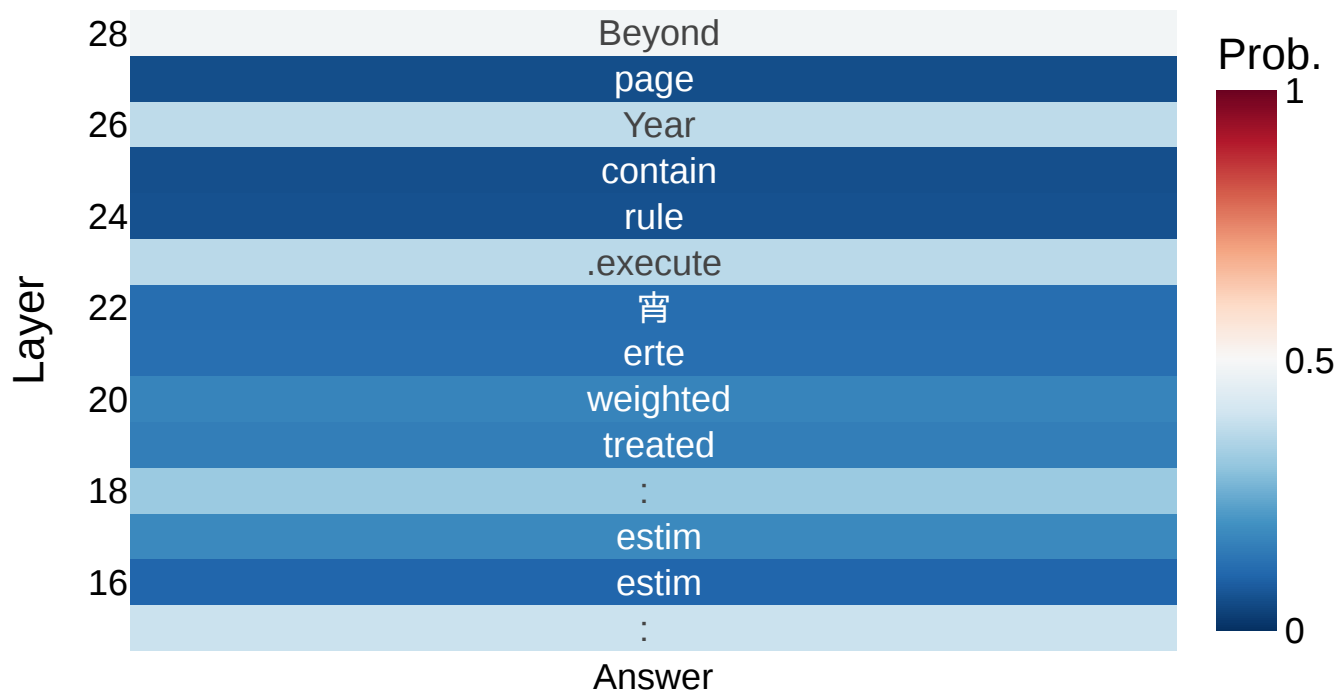 28 Beyond
page
26 Year
contain
24 rule
.execute
22 宵
erte
20 weighted
treated
18 :
estim
16 estim
:
Answer
Layer
Prob.
1
0.5
0